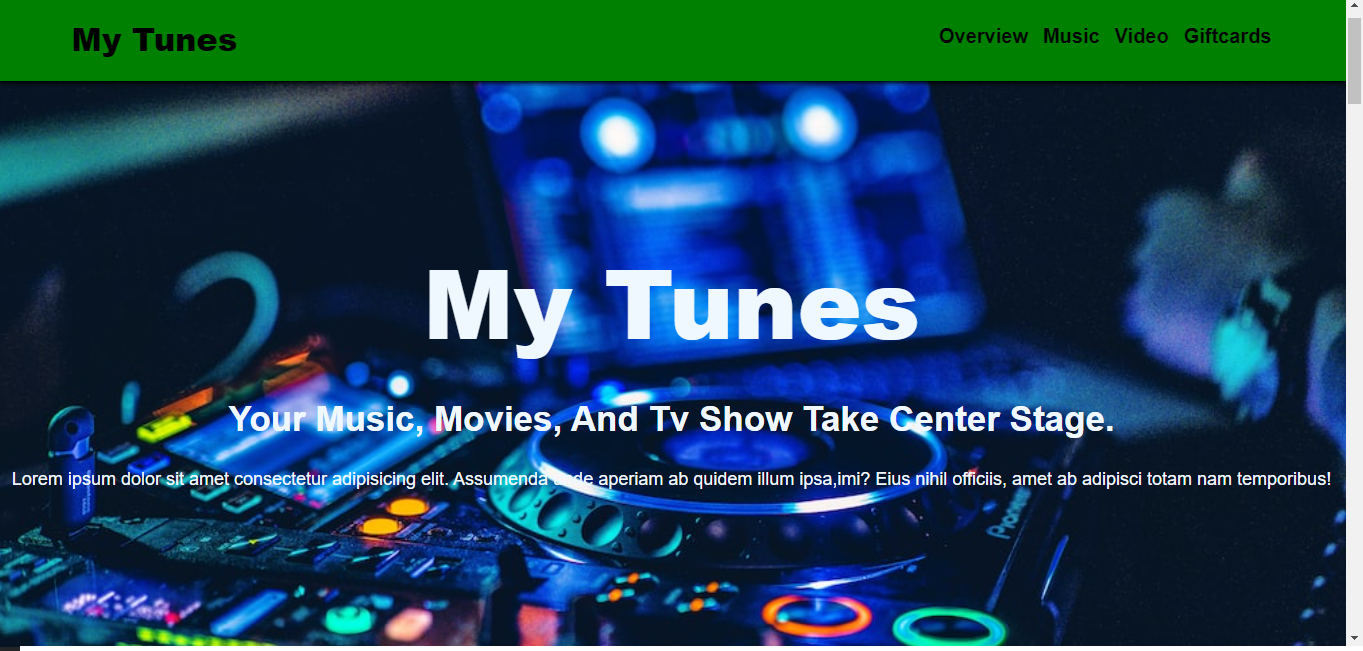 My Tunes
Overview Music Video Giftcards
My Tunes
Your Music, Movies, And Tv Show Take Center Stage.
Lorem ipsum dolor sit amet consectetur adipisicing elit. Assumenda unde aperiam ab quidem illum ipsa,imi? Eius nihil officiis, amet ab adipisci totam nam temporibus!
Pioneer